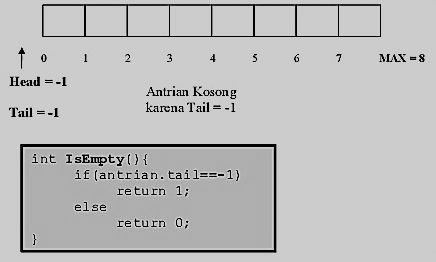 0 1 2 3 4 5 6 7 MAX = 8
Head = -1
Tail = -1
Antrian Kosong
karena Tail = -1
int IsEmpty(){
if(antrian.tail==-1)
return 1;
else
return 0;
}